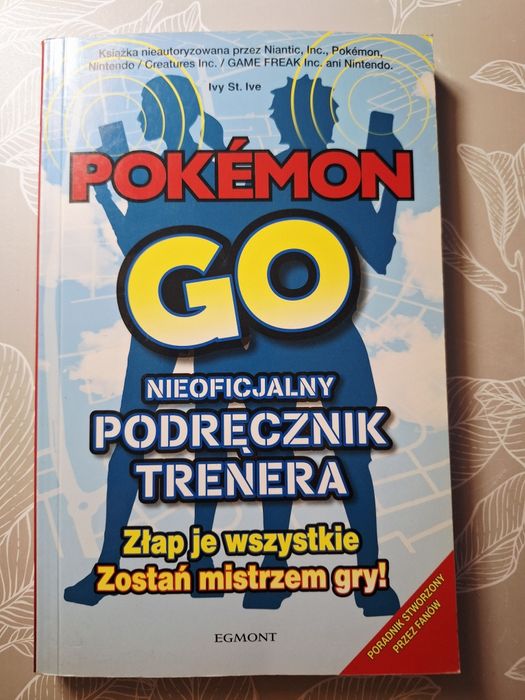 Książka nieautoryzowana przez Niantic, Inc., Pokémon,
Nintendo / Creatures Inc. / GAME FREAK Inc. ani Nintendo.
Ivy St. Ive
POKÉMON
GO
NIEOFICJALNY
PODRĘCZNIK
TRENERA
Złap je wszystkie
Zostań mistrzem gry!
PORADNIK STWORZONY
PRZEZ FANÓW
EGMONT